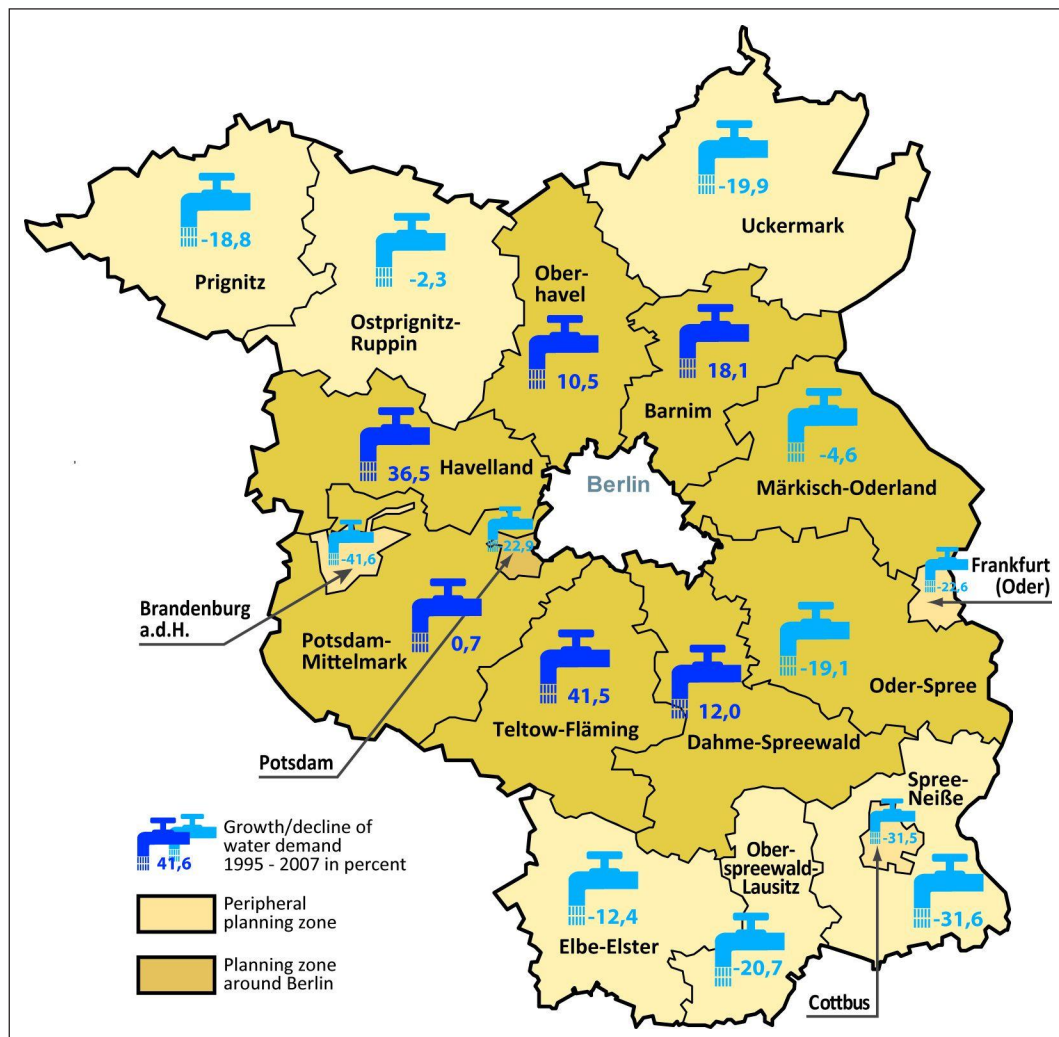 -19,9
Uckermark
-18,8
Prignitz
-2,3
Ostprignitz-
Ruppin
Ober-
havel
10,5
18,1
Barnim
36,5
Havelland
Berlin
-4,6
Märkisch-Oderland
-41,6
-22,9
Frankfurt
(Oder)
-22,6
Brandenburg
a.d.H.
Potsdam-
Mittelmark
0,7
41,5
Teltow-Fläming
12,0
Dahme-Spreewald
-19,1
Oder-Spree
Potsdam
Spree-
Neiße
-31,5
-31,6
Ober-
spreewald-
Lausitz
-20,7
-12,4
Elbe-Elster
Cottbus
41,6
Growth/decline of
water demand
1995 - 2007 in percent
Peripheral
planning zone
Planning zone
around Berlin